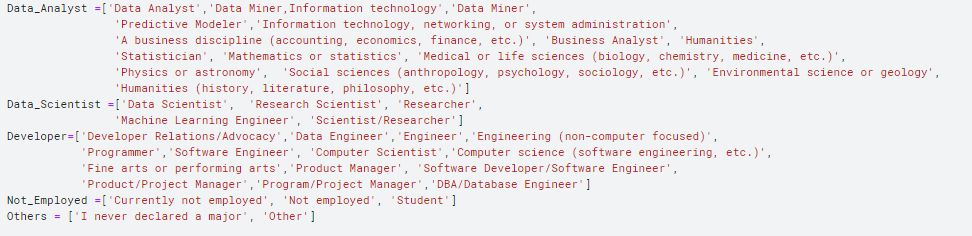 Data_Analyst =['Data Analyst','Data Miner,Information technology','Data Miner',
'Predictive Modeler','Information technology, networking, or system administration',
'A business discipline (accounting, economics, finance, etc.)', 'Business Analyst', 'Humanities',
'Statistician', 'Mathematics or statistics', 'Medical or life sciences (biology, chemistry, medicine, etc.)',
'Physics or astronomy',  'Social sciences (anthropology, psychology, sociology, etc.)', 'Environmental science or geology',
'Humanities (history, literature, philosophy, etc.)']
Data_Scientist =['Data Scientist',  'Research Scientist', 'Researcher',
'Machine Learning Engineer', 'Scientist/Researcher']
Developer=['Developer Relations/Advocacy','Data Engineer','Engineer','Engineering (non-computer focused)',
'Programmer','Software Engineer', 'Computer Scientist','Computer science (software engineering, etc.)',
'Fine arts or performing arts','Product Manager', 'Software Developer/Software Engineer',
'Product/Project Manager','Program/Project Manager','DBA/Database Engineer']
Not_Employed =['Currently not employed', 'Not employed', 'Student']
Others = ['I never declared a major', 'Other']